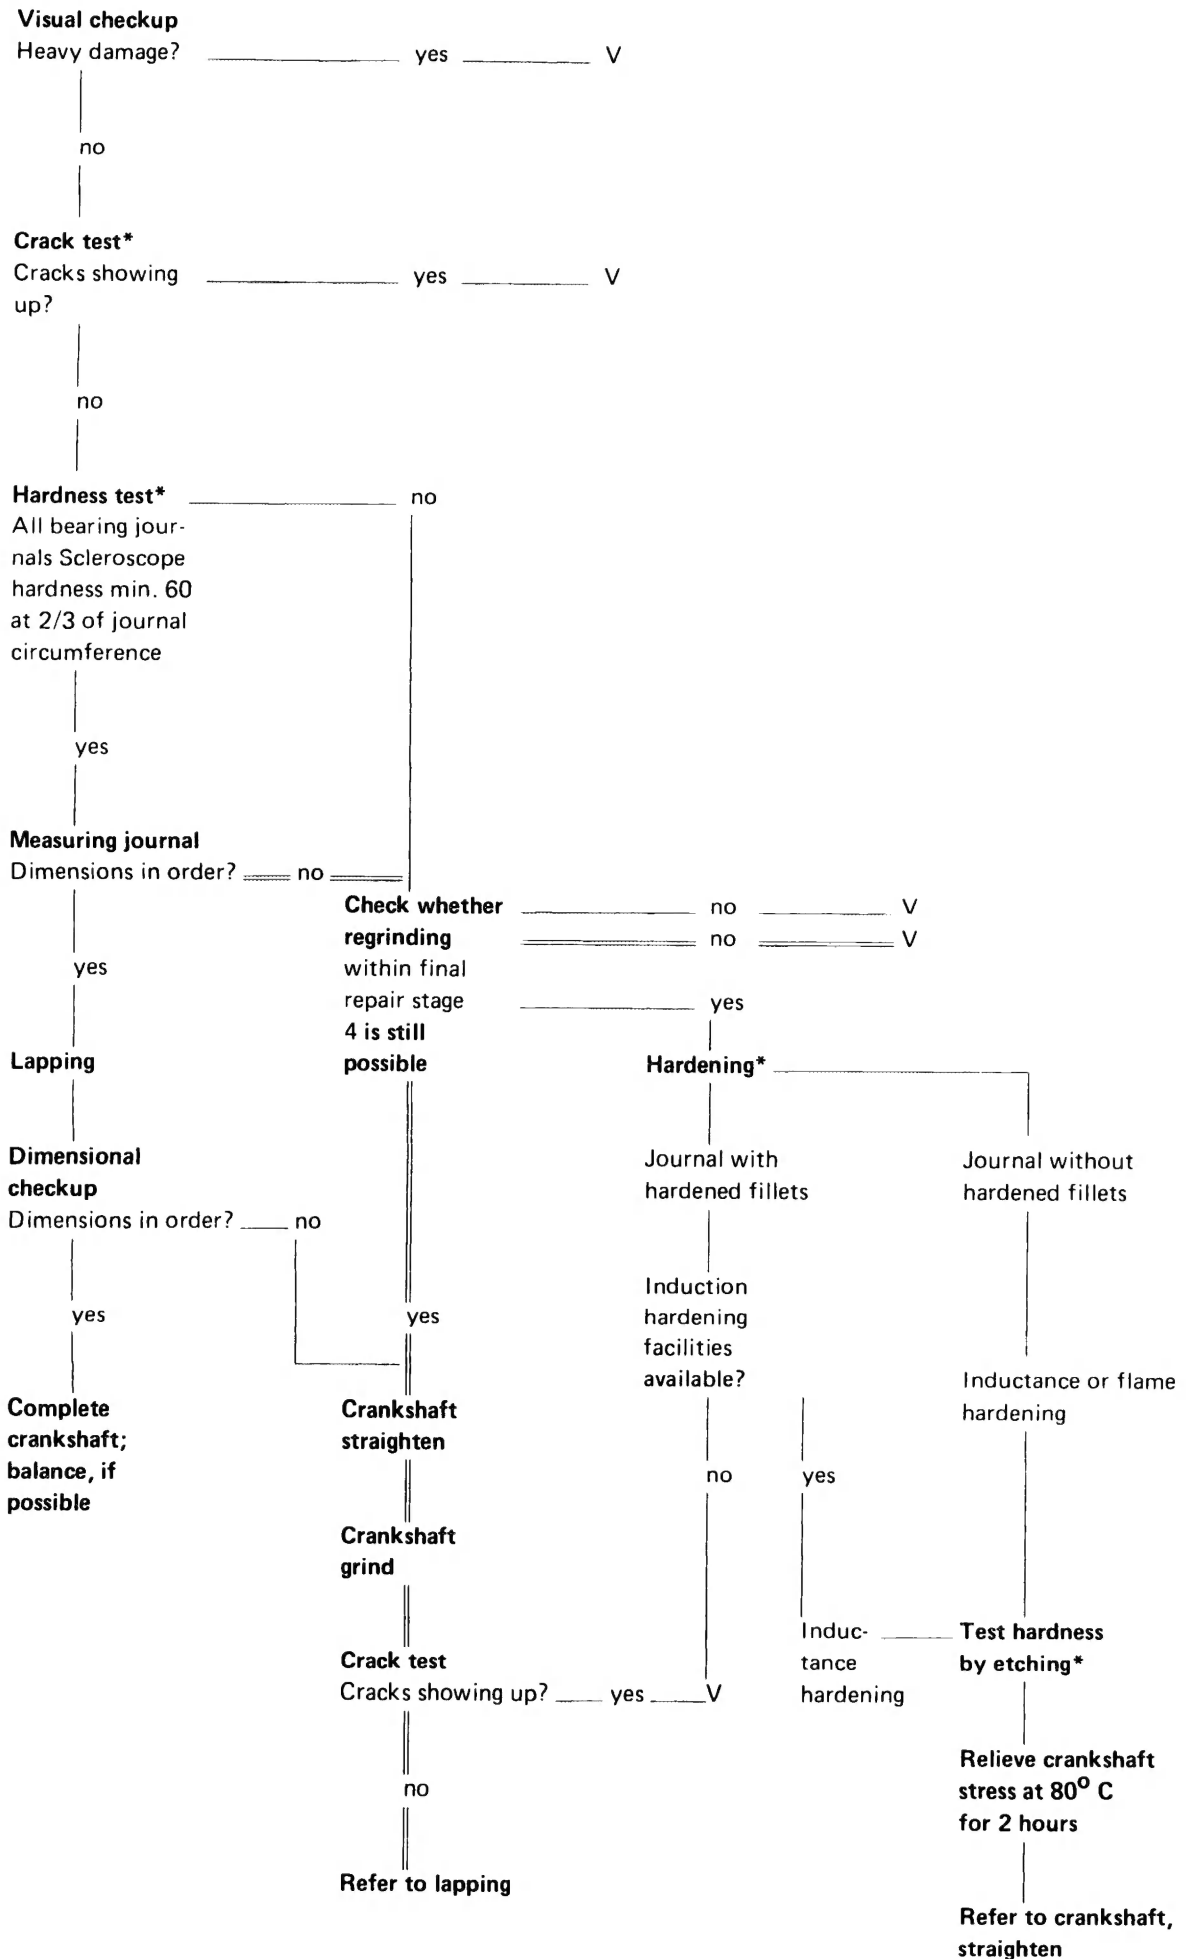 Visual checkup
Heavy damage? yes V
no
Crack test*
Cracks showing yes V
up?
no
Hardness test* no
All bearing jour-
nals Scleroscope
hardness min. 60
at 2/3 of journal
circumference
yes
Measuring journal
Dimensions in order? no
Check whether no V
regrinding no V
within final
repair stage yes
4 is still
possible
yes
Lapping
Hardening*
Dimensional
checkup
Dimensions in order? no
Journal with
hardened fillets
Journal without
hardened fillets
Induction
hardening
facilities
available?
yes
yes
Inductance or flame
hardening
Complete
crankshaft;
balance, if
possible
Crankshaft
straighten
no yes
Crankshaft
grind
Induc-
tance
hardening
Test hardness
by etching*
Crack test
Cracks showing up? yes V
no
Relieve crankshaft
stress at 80° C
for 2 hours
Refer to lapping
Refer to crankshaft,
straighten